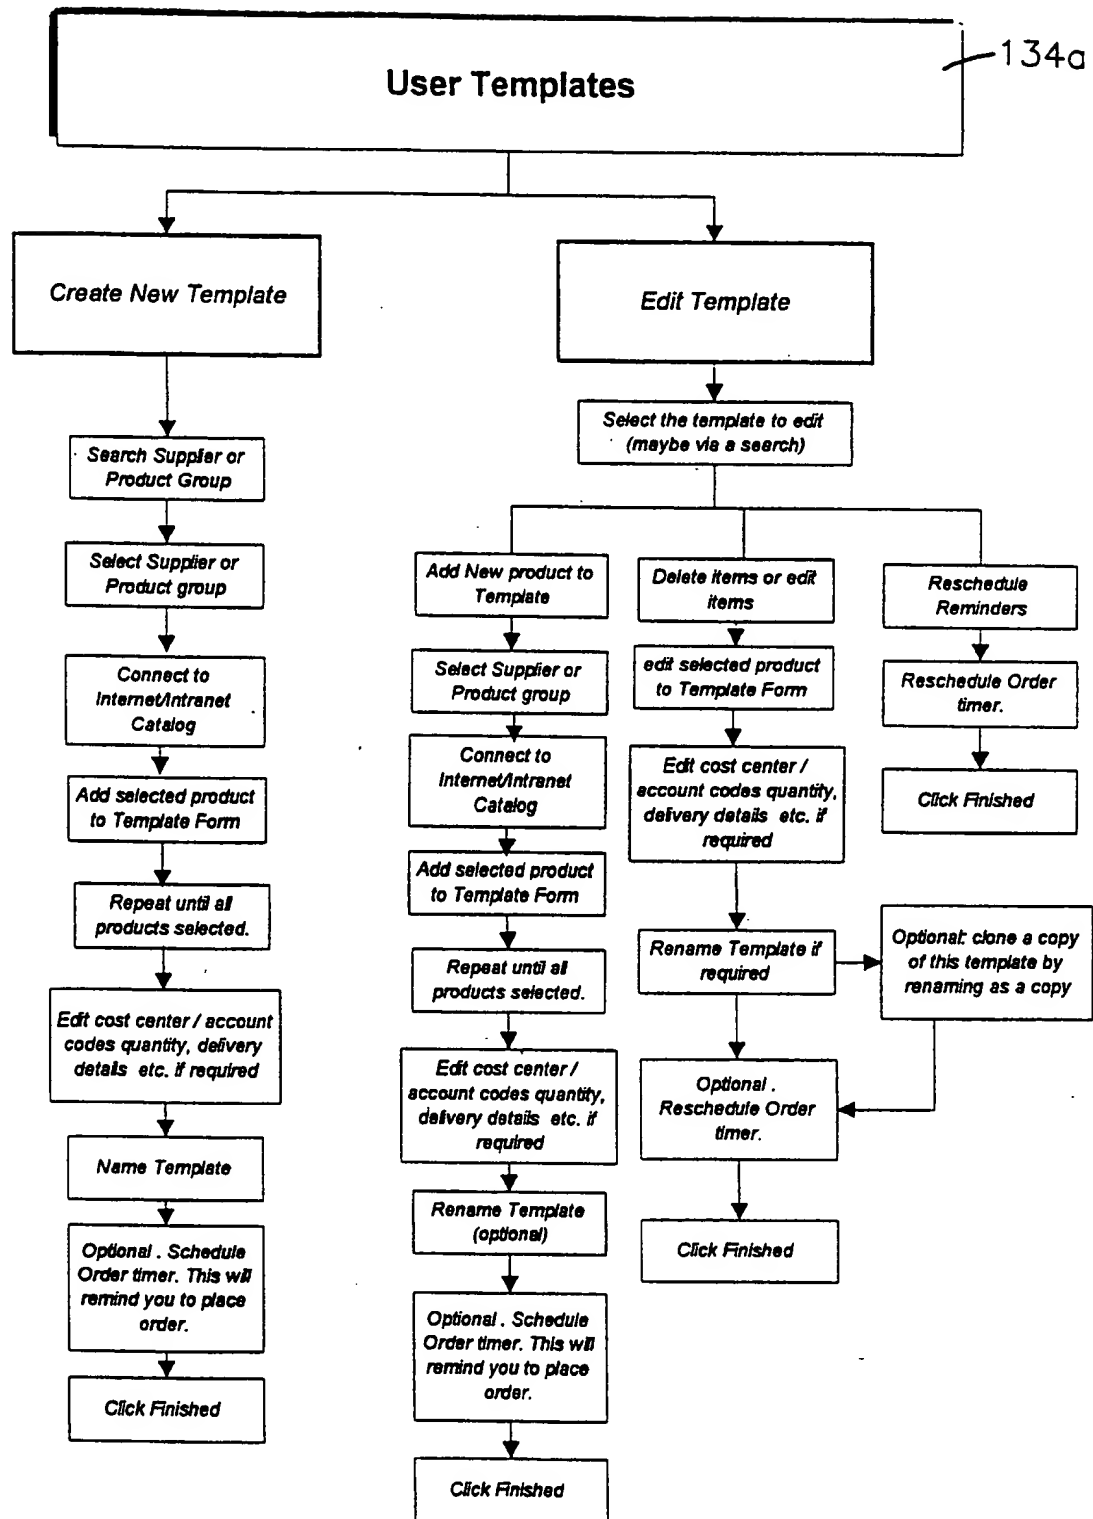 134a
User Templates
Create New Template
Search Supplier or
Product Group
Select Supplier or
Product group
Connect to
Internet/Intranet
Catalog
Add selected product
to Template Form
Repeat until all
products selected.
Edit cost center / account
codes quantity, delivery
details etc. if required
Name Template
Optional . Schedule
Order timer. This will
remind you to place
order.
Click Finished
Edit Template
Select the template to edit
(maybe via a search)
Add New product to
Template
Select Supplier or
Product group
Connect to
Internet/Intranet
Catalog
Add selected product
to Template Form
Repeat until all
products selected.
Edit cost center /
account codes quantity,
delivery details etc. if
required
Rename Template
(optional)
Optional . Schedule
Order timer. This will
remind you to place
order.
Click Finished
Delete items or edit
items
edit selected product
to Template Form
Edit cost center /
account codes quantity,
delivery details etc. if
required
Rename Template if
required
Optional: clone a copy
of this template by
renaming as a copy
Optional .
Reschedule Order
timer.
Click Finished
Reschedule
Reminders
Reschedule Order
timer.
Click Finished